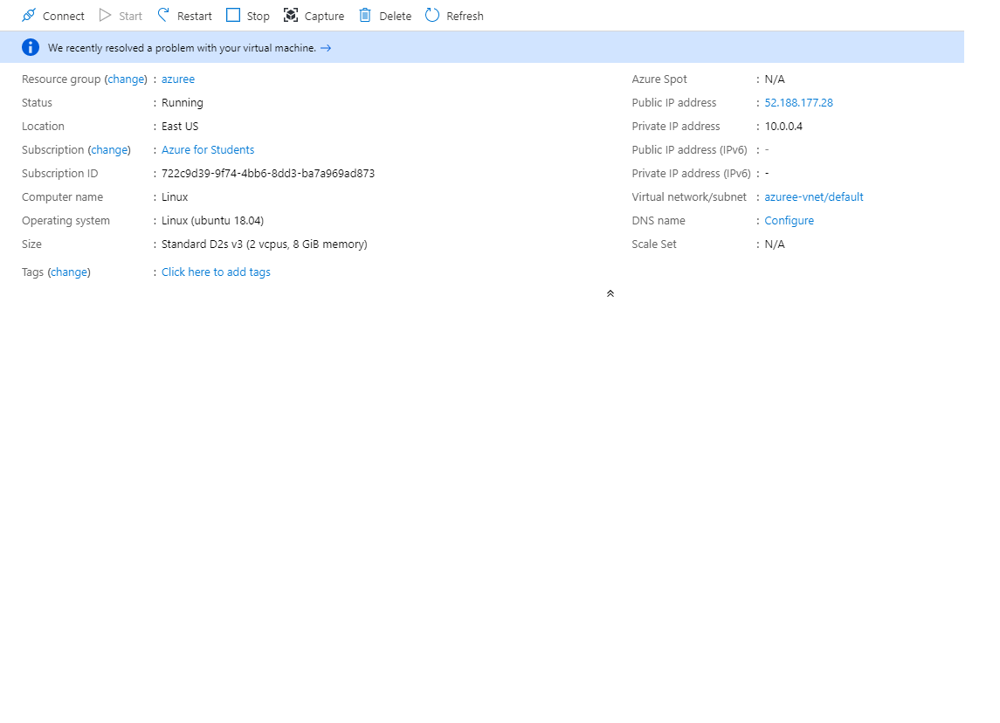 Connect Start Restart Stop Capture Delete Refresh
We recently resolved a problem with your virtual machine. →
Resource group (change) : azuree
Status : Running
Location : East US
Subscription (change) : Azure for Students
Subscription ID : 722c9d39-9f74-4bb6-8dd3-ba7a969ad873
Computer name : Linux
Operating system : Linux (ubuntu 18.04)
Size : Standard D2s v3 (2 vcpus, 8 GiB memory)
Tags (change) : Click here to add tags
Azure Spot : N/A
Public IP address : 52.188.177.28
Private IP address : 10.0.0.4
Public IP address (IPv6) : -
Private IP address (IPv6) : -
Virtual network/subnet : azuree-vnet/default
DNS name : Configure
Scale Set : N/A